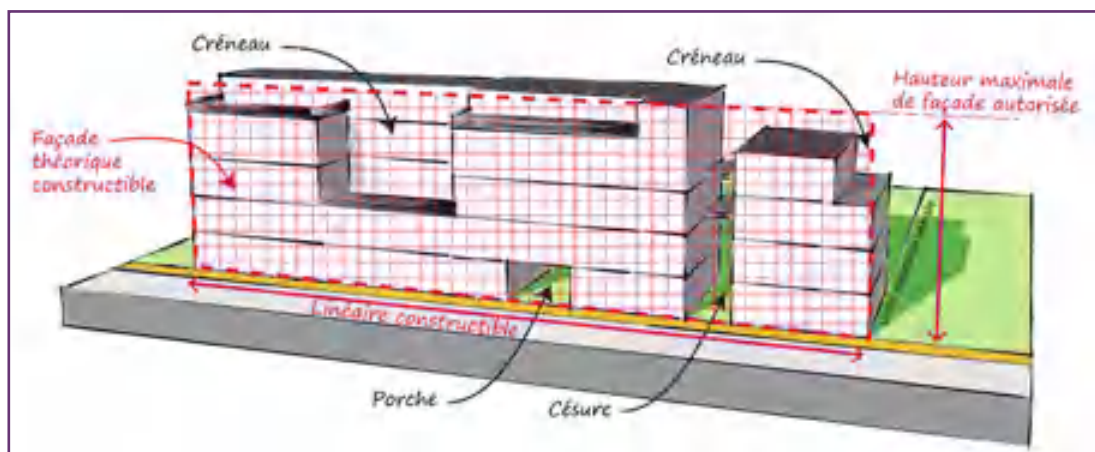 Créneau
Créneau
Hauteur maximale
de façade autorisée
Façade
théorique
constructible
Linéaire constructible
Porche
Césure